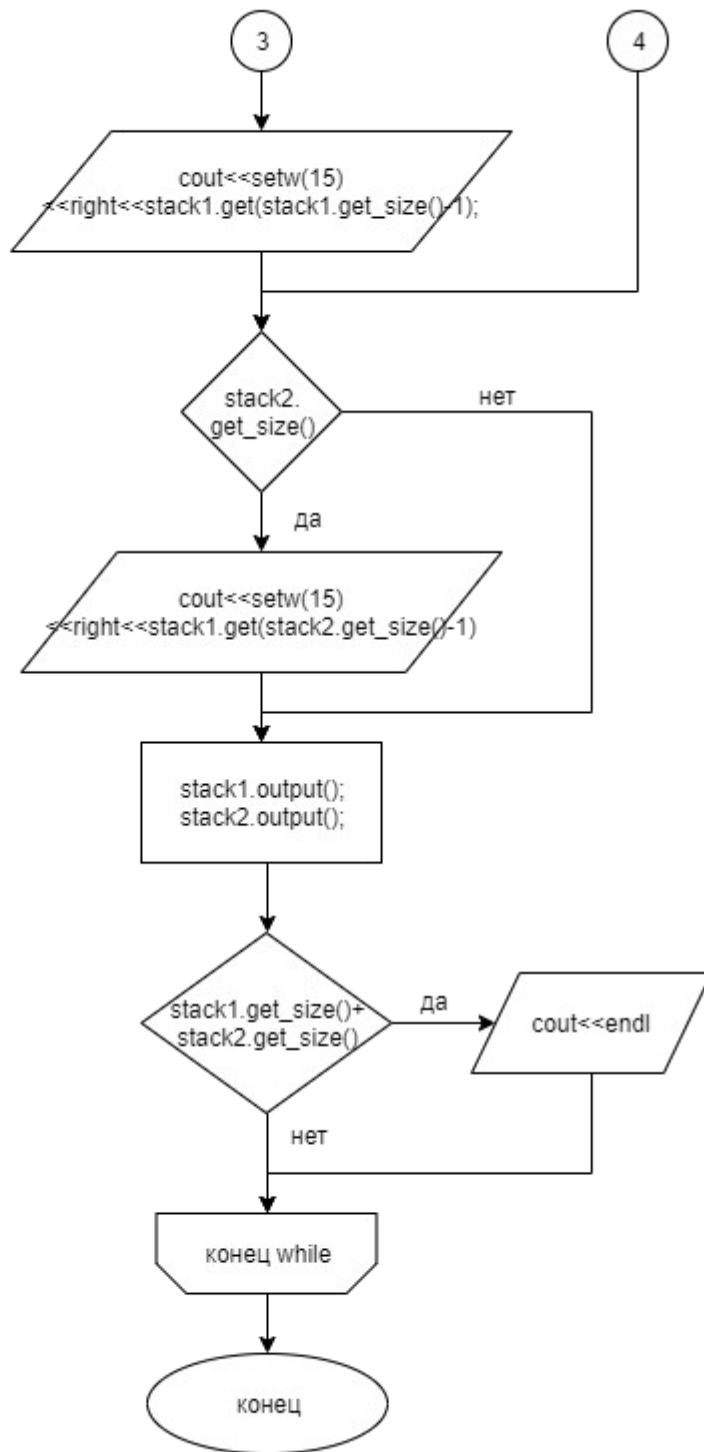 3
4
cout<<setw(15)
<<right<<stack1.get(stack1.get_size()-1);
stack2.
get_size()
нет
да
cout<<setw(15)
<<right<<stack1.get(stack2.get_size()-1)
stack1.output();
stack2.output();
stack1.get_size()+
stack2.get_size()
да
cout<<endl
нет
конец while
конец